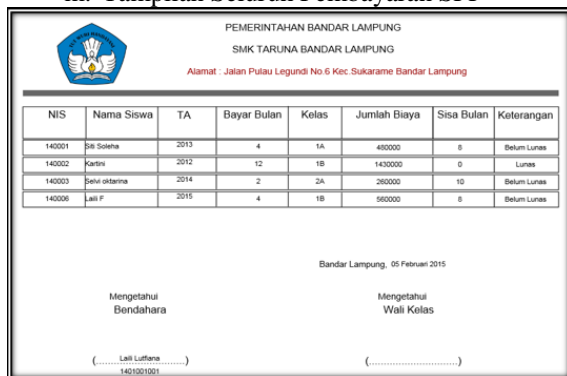 m. Tampilan Seluruh Pembayaran SPP
PEMERINTAHAN BANDAR LAMPUNG
SMK TARUNA BANDAR LAMPUNG
Alamat : Jalan Pulau Legundi No.6 Kec.Sukarame Bandar Lampung
NIS Nama Siswa TA Bayar Bulan Kelas Jumlah Biaya Sisa Bulan Keterangan
140001 Siti Soleha 2013 4 1A 460000 8 Belum Lunas
140002 Kartini 2012 12 1B 1430000 0 Lunas
140003 Selvi oktarina 2014 2 2A 260000 10 Belum Lunas
140006 Laili F 2015 4 1B 560000 8 Belum Lunas
Bandar Lampung, 05 Februari 2015
Mengetahui Mengetahui
Bendahara Wali Kelas
(.....Laili Lutfiana.....) (............................)
1401001001